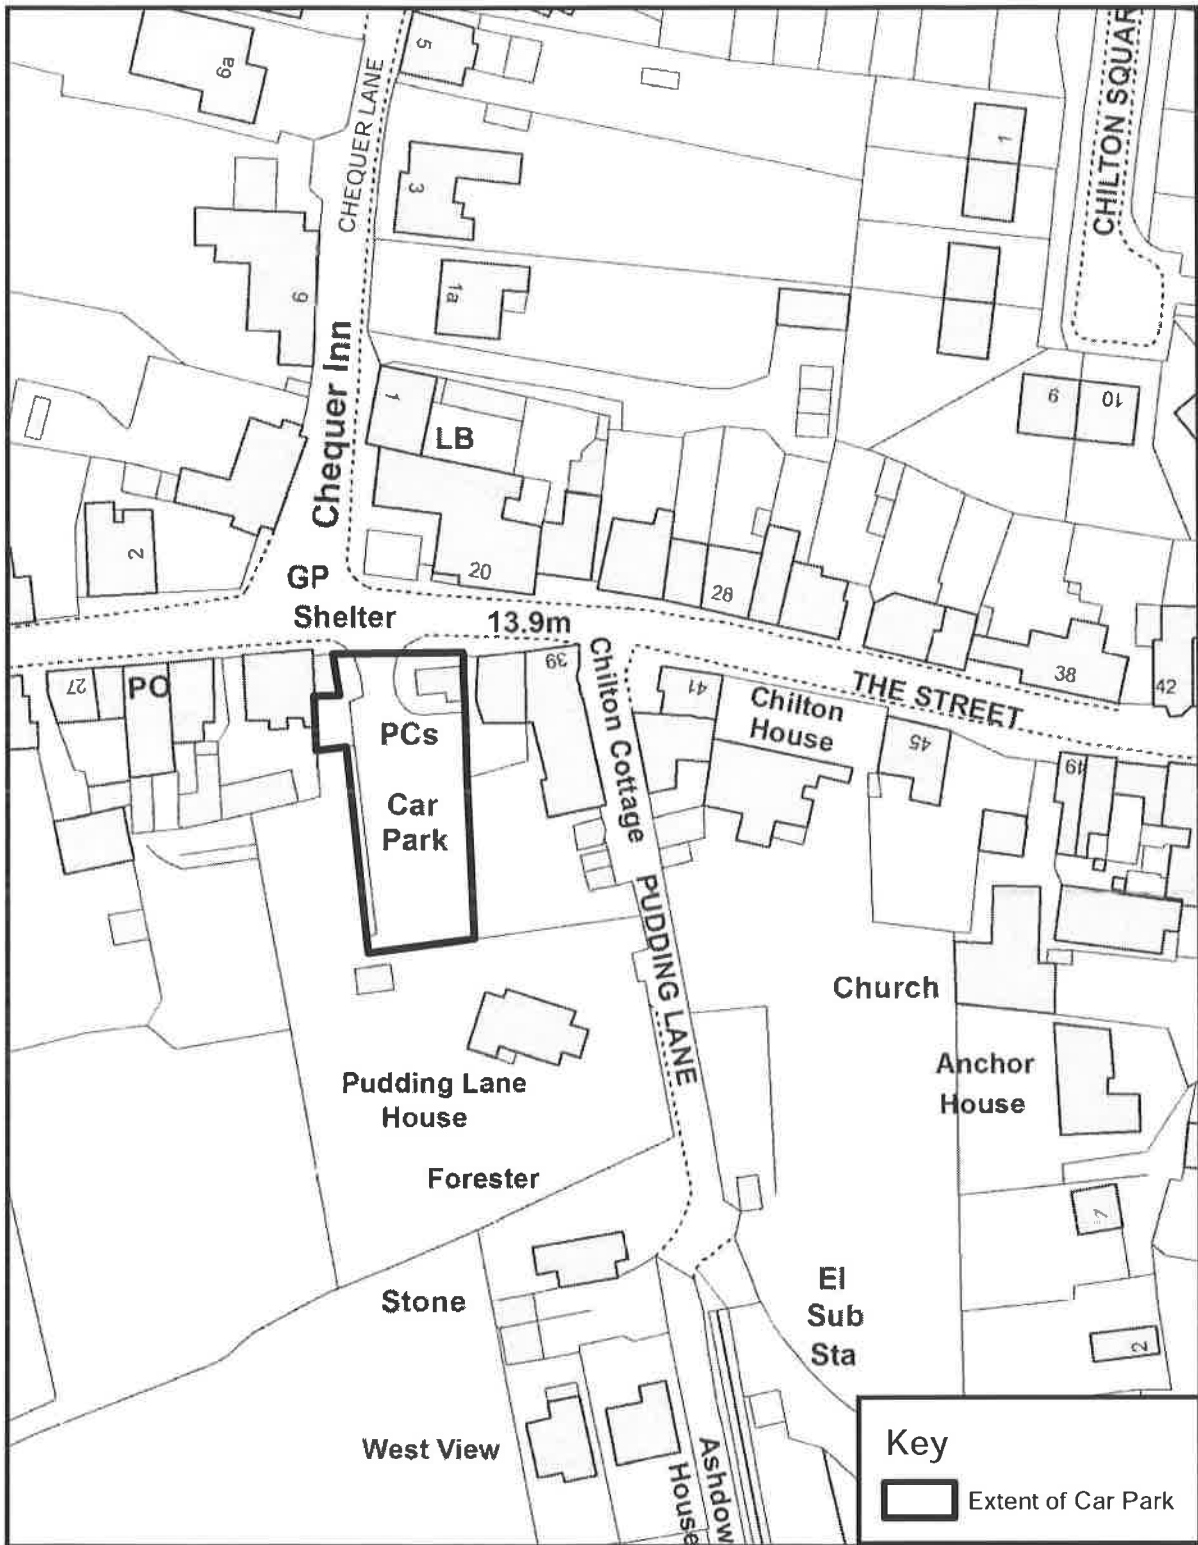 5
6a
CHEQUER LANE
CHILTON SQUAR
1
3
1a
9
Chequer Inn
1
LB
9
10
2
20
28
GP
Shelter
13.9m
THE STREET
38
42
27
PO
39
Chilton Cottage
41
Chilton
House
45
49
PCs
Car
Park
PUDDING LANE
Church
Anchor
House
Pudding Lane
House
Forester
7
Stone
El
Sub
Sta
2
West View
Ashdow
House
Key
Extent of Car Park